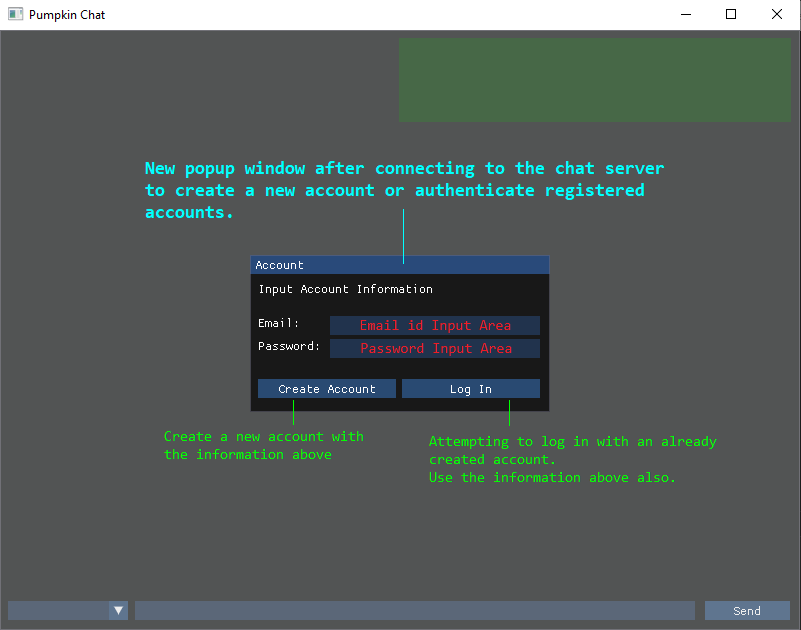 Pumpkin Chat
New popup window after connecting to the chat server
to create a new account or authenticate registered
accounts.
Account
Input Account Information
Email:
Email id Input Area
Password:
Password Input Area
Create Account
Log In
Create a new account with
the information above
Attempting to log in with an already
created account.
Use the information above also.
Send